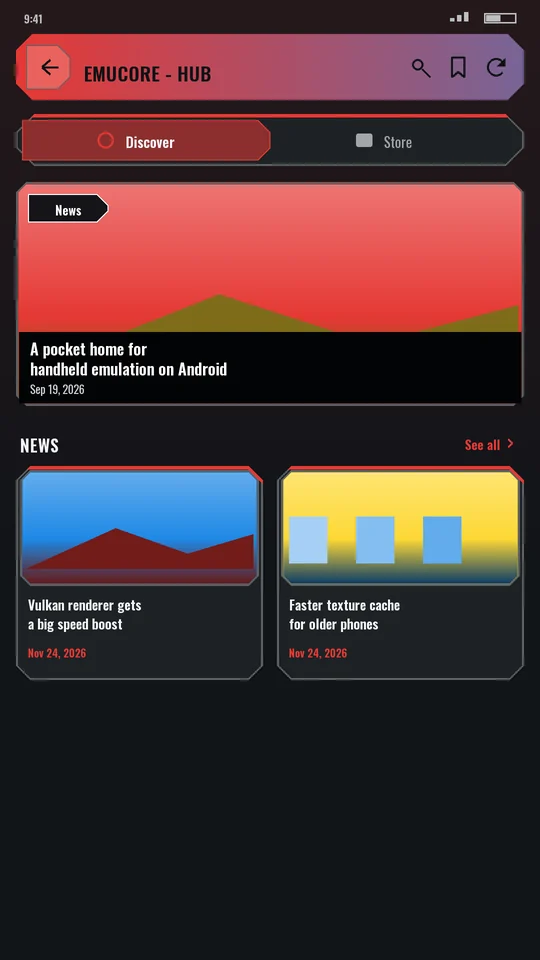 9:41
EMUCORE - HUB
Discover
Store
News
A pocket home for
handheld emulation on Android
Sep 19, 2026
NEWS
See all
Vulkan renderer gets
a big speed boost
Nov 24, 2026
Faster texture cache
for older phones
Nov 24, 2026